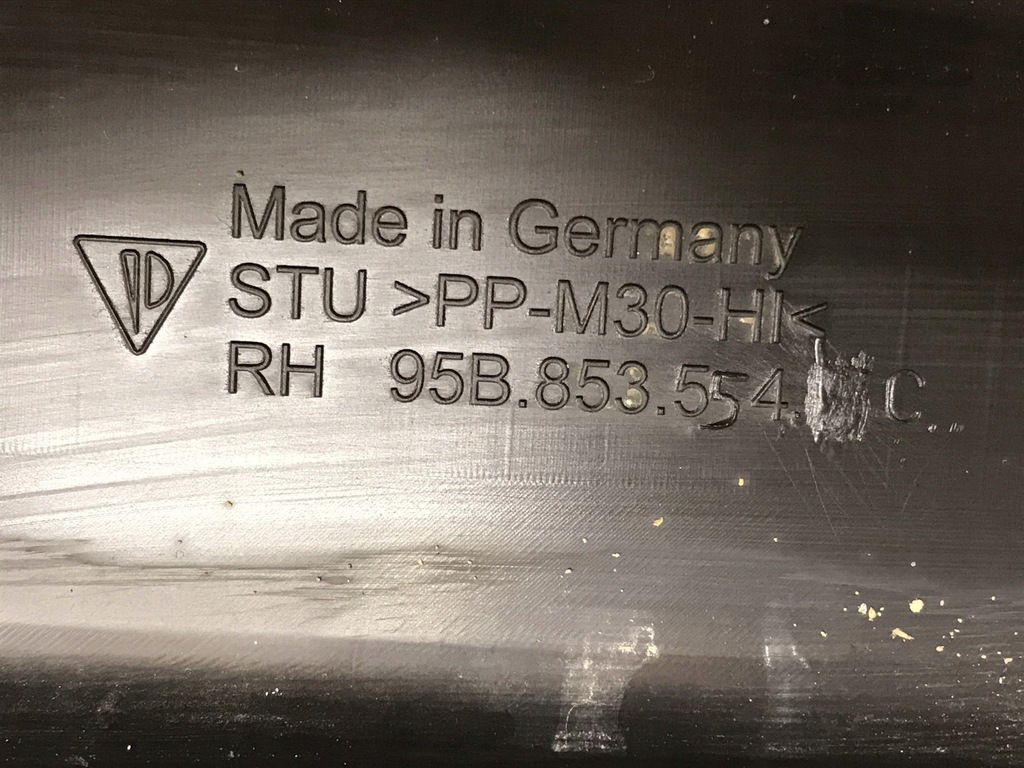 Made in Germany
STU >PP-M30-HI<
RH 95B.853.554. C